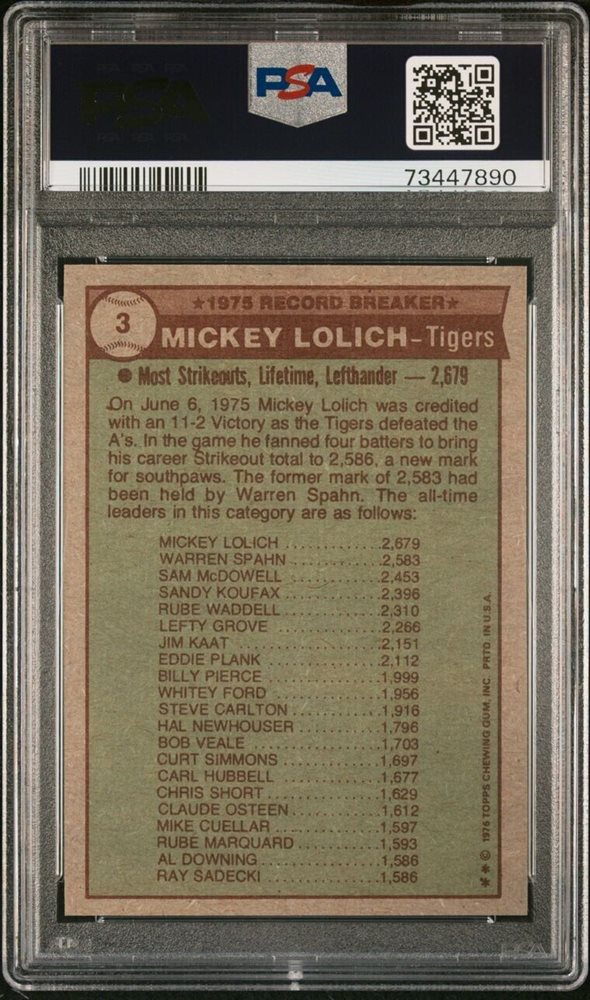 PSA
PSA
73447890
★1975 RECORD BREAKER★
3
MICKEY LOLICH-Tigers
● Most Strikeouts, Lifetime, Lefthander — 2,679
On June 6, 1975 Mickey Lolich was credited
with an 11-2 Victory as the Tigers defeated the
A's. In the game he fanned four batters to bring
his career Strikeout total to 2,586, a new mark
for southpaws. The former mark of 2,583 had
been held by Warren Spahn. The all-time
leaders in this category are as follows:
MICKEY LOLICH ............2,679
WARREN SPAHN ............2,583
SAM McDOWELL ............2,453
SANDY KOUFAX ............2,396
RUBE WADDELL ............2,310
LEFTY GROVE ............2,266
JIM KAAT ............2,151
EDDIE PLANK ............2,112
BILLY PIERCE ............1,999
WHITEY FORD ............1,956
STEVE CARLTON ............1,916
HAL NEWHOUSER ............1,796
BOB VEALE ............1,703
CURT SIMMONS ............1,697
CARL HUBBELL ............1,677
CHRIS SHORT ............1,629
CLAUDE OSTEEN ............1,612
MIKE CUELLAR ............1,597
RUBE MARQUARD ............1,593
AL DOWNING ............1,586
RAY SADECKI ............1,586
✱✱ © 1976 TOPPS CHEWING GUM, INC. PRTD. IN U.S.A.